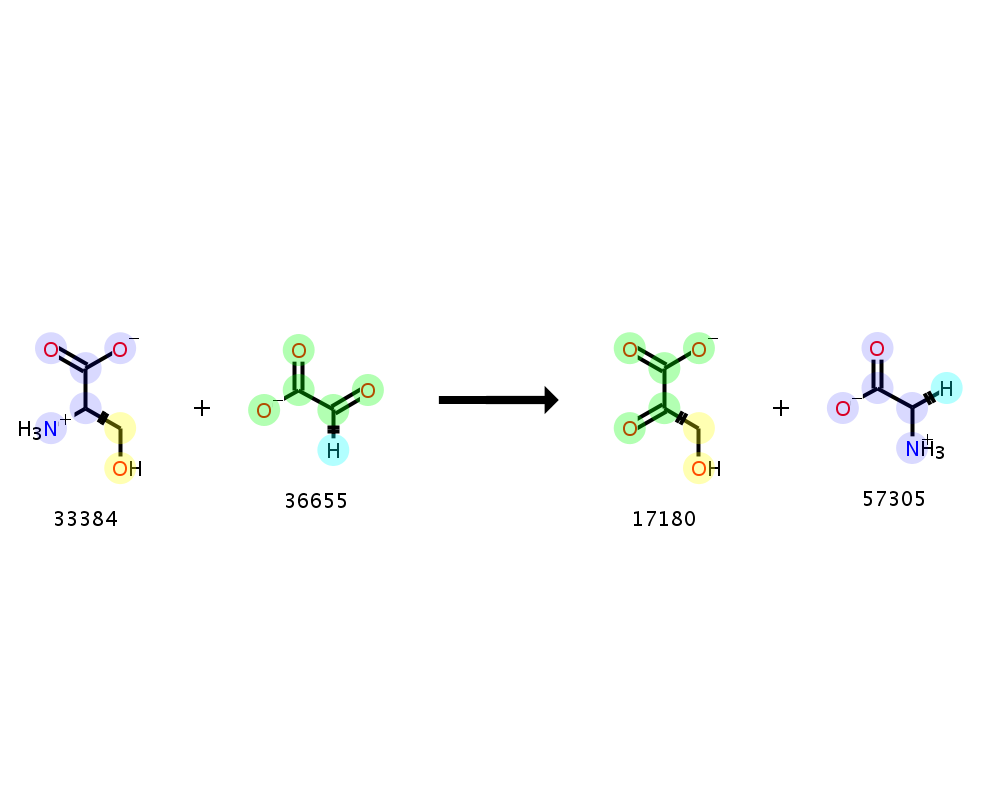 O O⁻ + O O⁻ O H₃N⁺ OH H → O O⁻ O OH + O O⁻ H NH₃⁺
33384 36655 17180 57305